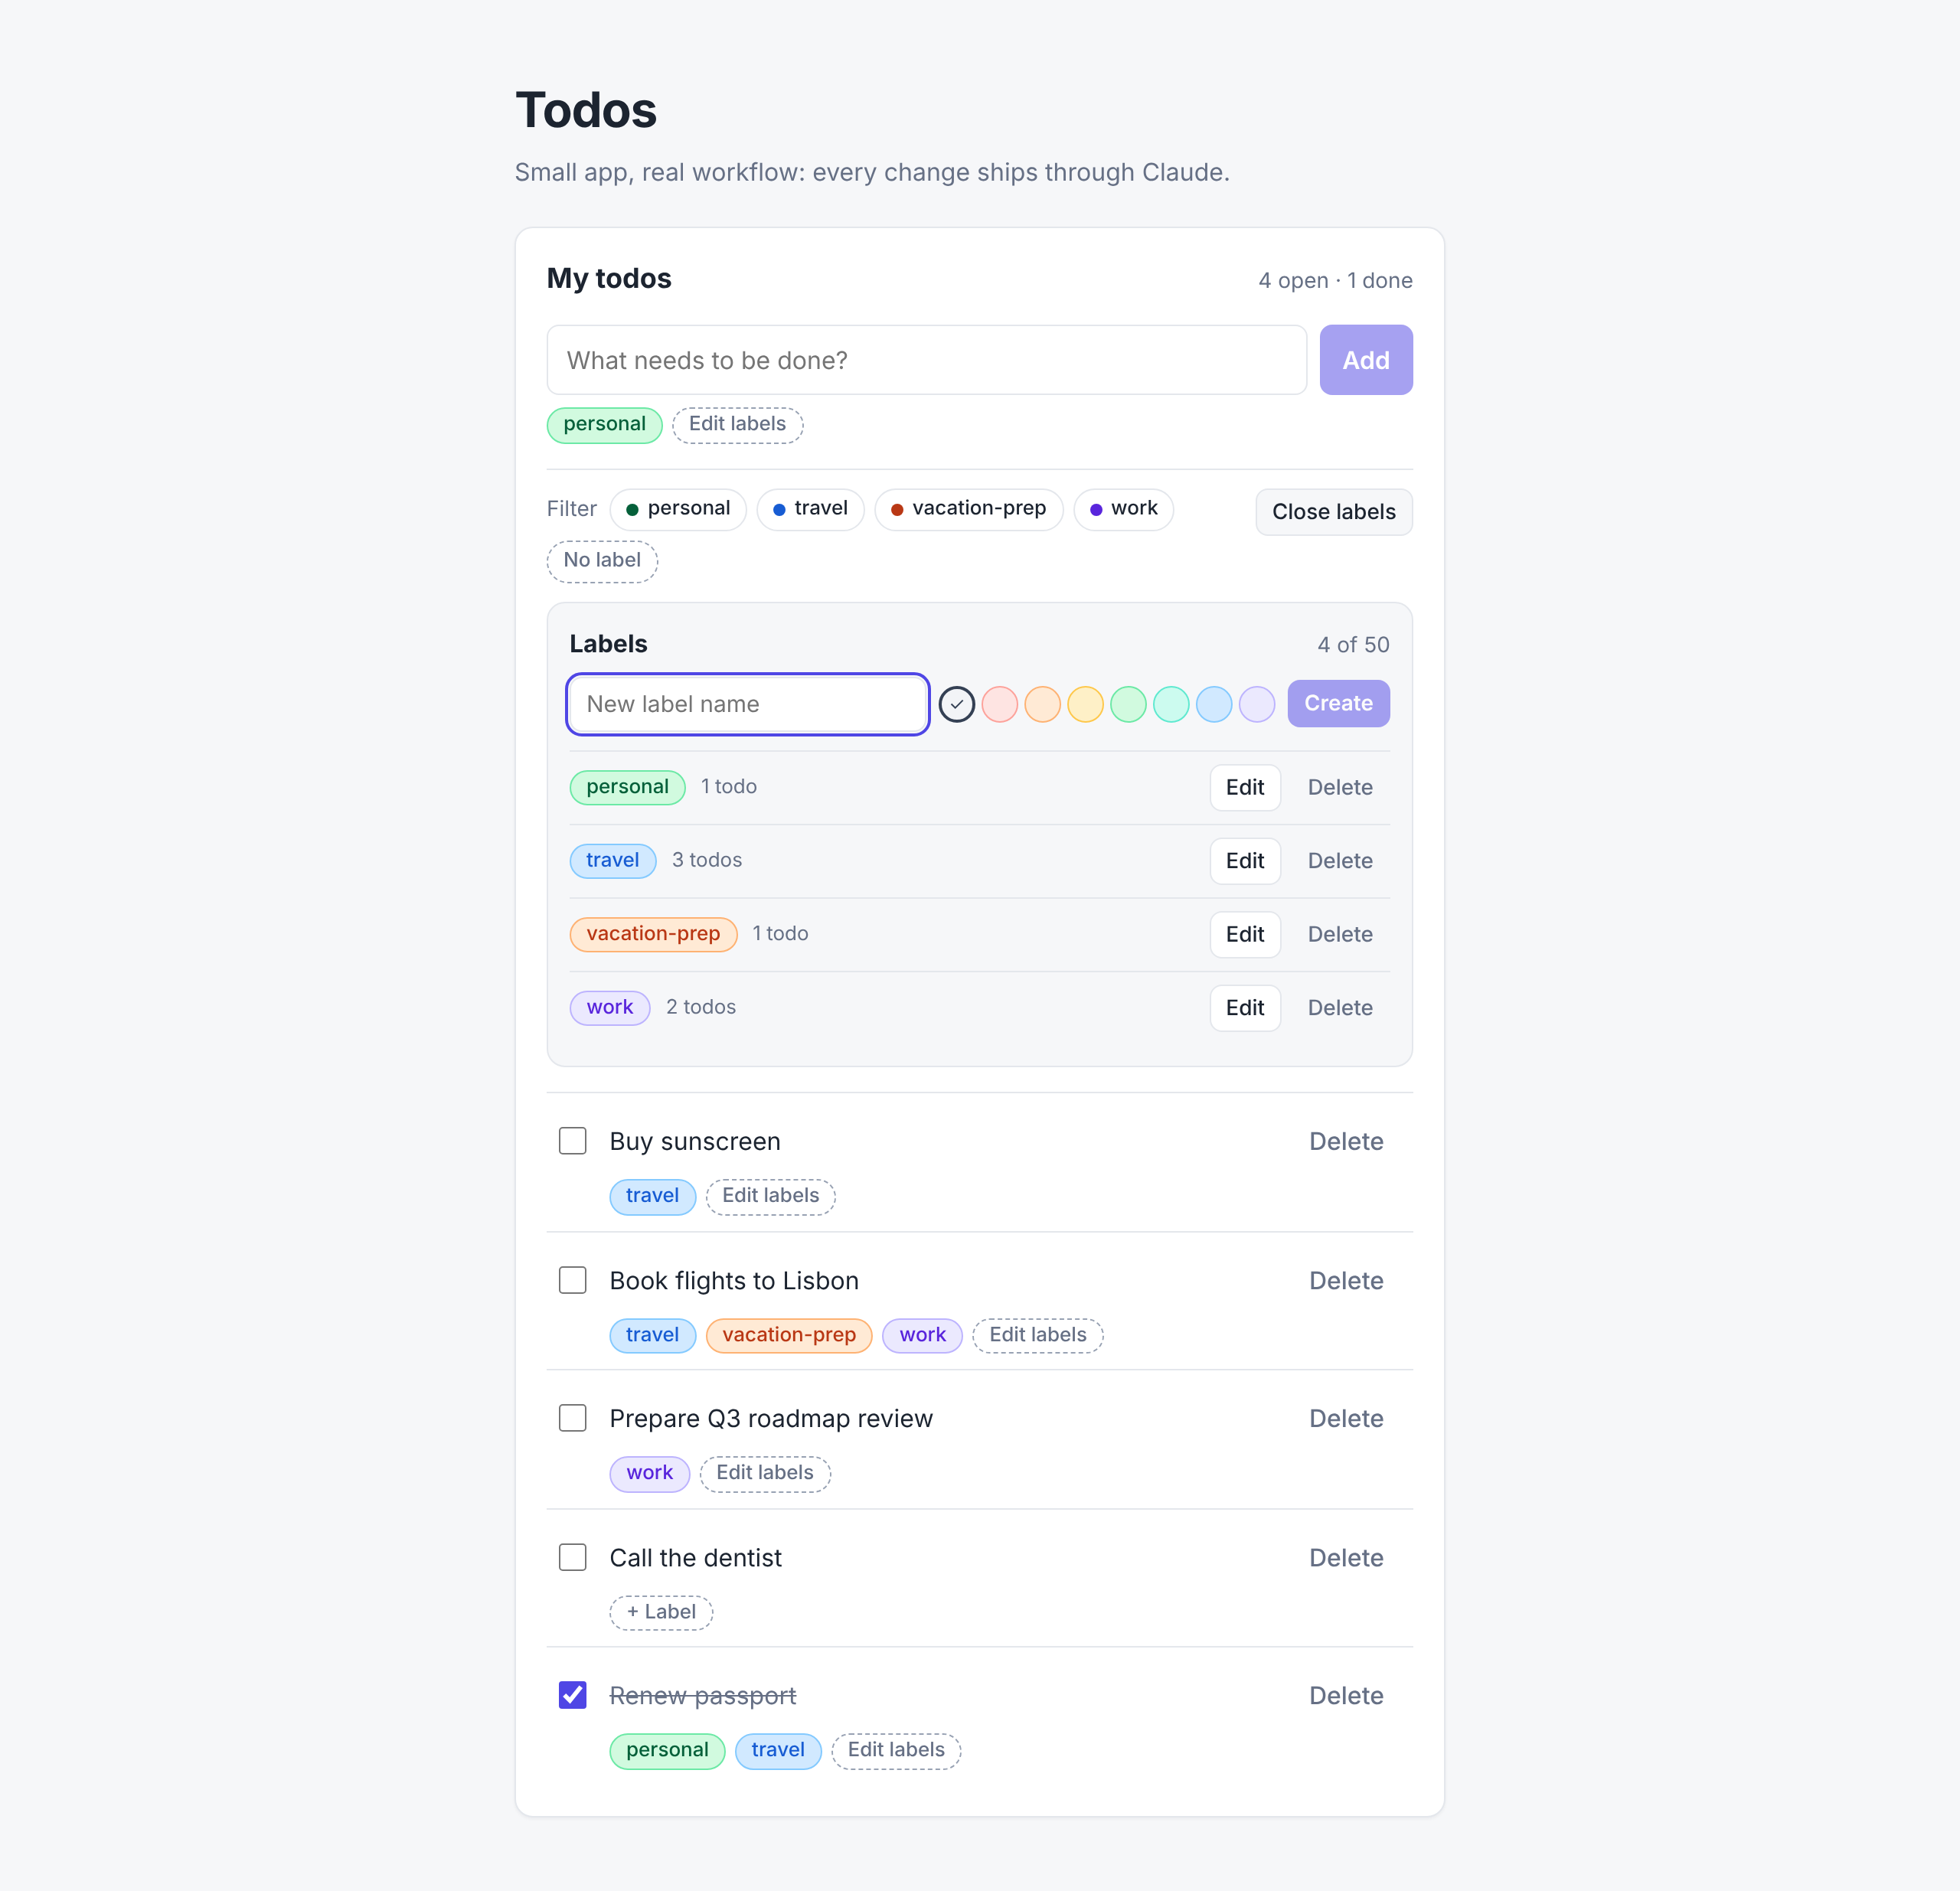 Todos
Small app, real workflow: every change ships through Claude.
My todos
4 open · 1 done
What needs to be done?
Add
personal
Edit labels
Filter
personal
travel
vacation-prep
work
Close labels
No label
Labels
4 of 50
New label name
Create
personal
1 todo
Edit
Delete
travel
3 todos
Edit
Delete
vacation-prep
1 todo
Edit
Delete
work
2 todos
Edit
Delete
Buy sunscreen
Delete
travel
Edit labels
Book flights to Lisbon
Delete
travel
vacation-prep
work
Edit labels
Prepare Q3 roadmap review
Delete
work
Edit labels
Call the dentist
Delete
+ Label
Renew passport
Delete
personal
travel
Edit labels